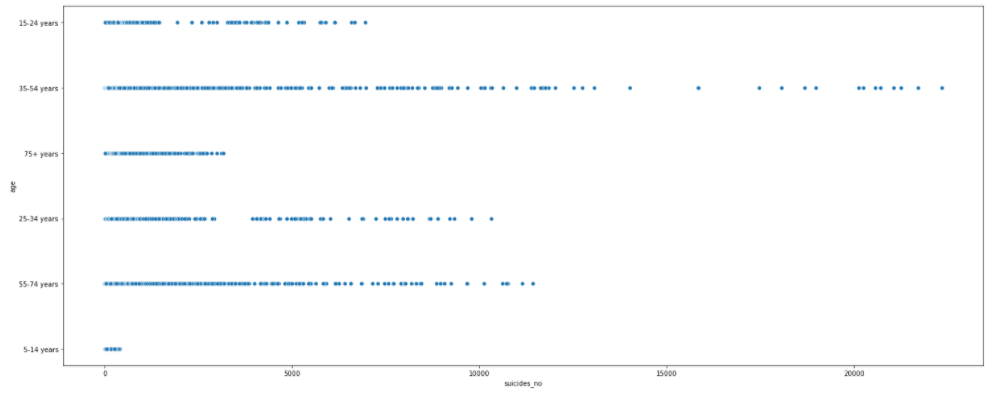 15-24 years
35-54 years
75+ years
age
25-34 years
55-74 years
5-14 years
0 5000 10000 15000 20000
suicides_no